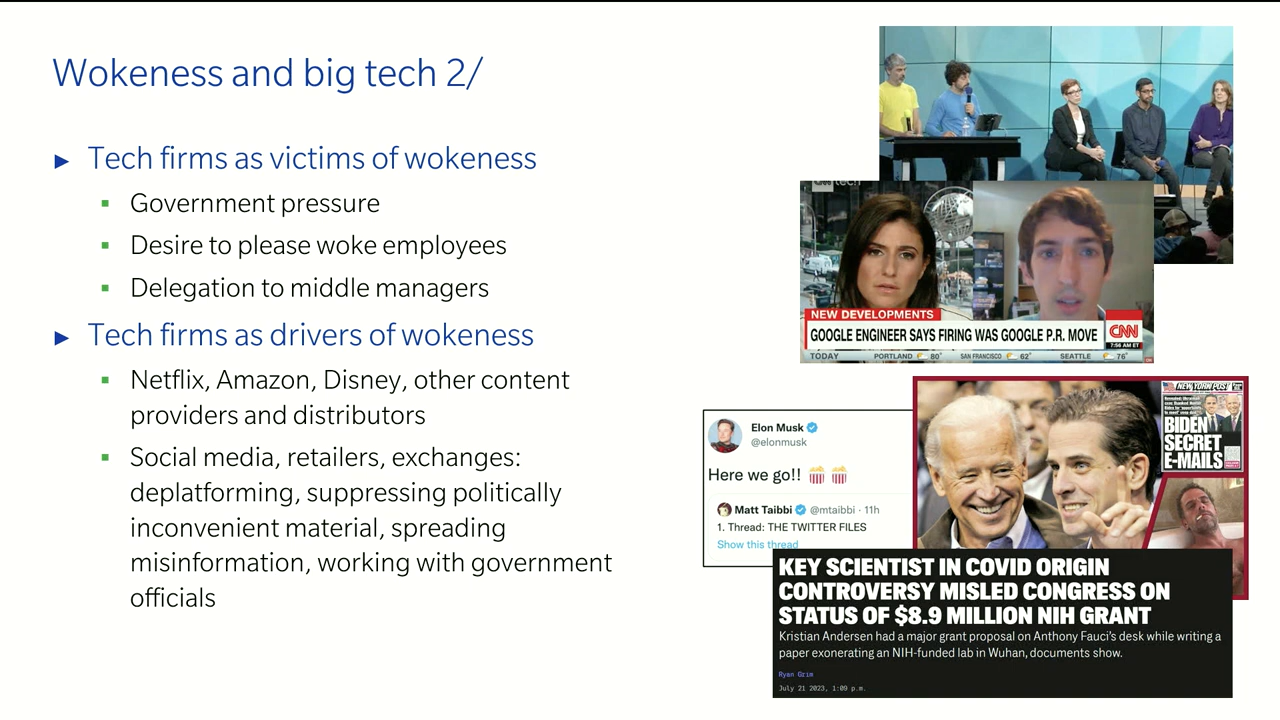 Wokeness and big tech 2/
► Tech firms as victims of wokeness
▪ Government pressure
▪ Desire to please woke employees
▪ Delegation to middle managers
► Tech firms as drivers of wokeness
▪ Netflix, Amazon, Disney, other content
providers and distributors
▪ Social media, retailers, exchanges:
deplatforming, suppressing politically
inconvenient material, spreading
misinformation, working with government
officials
NEW DEVELOPMENTS
GOOGLE ENGINEER SAYS FIRING WAS GOOGLE P.R. MOVE
CNN
7:56 AM ET
TODAY PORTLAND 80° SAN FRANCISCO 62° SEATTLE 76°
Elon Musk
@elonmusk
Here we go!! 🍿 🍿
Matt Taibbi @mtaibbi · 11h
1. Thread: THE TWITTER FILES
Show this thread
NEW YORK POST
BIDEN
SECRET
E-MAILS
KEY SCIENTIST IN COVID ORIGIN
CONTROVERSY MISLED CONGRESS ON
STATUS OF $8.9 MILLION NIH GRANT
Kristian Andersen had a major grant proposal on Anthony Fauci's desk while writing a
paper exonerating an NIH-funded lab in Wuhan, documents show.
Ryan Grim
July 21 2023, 1:09 p.m.